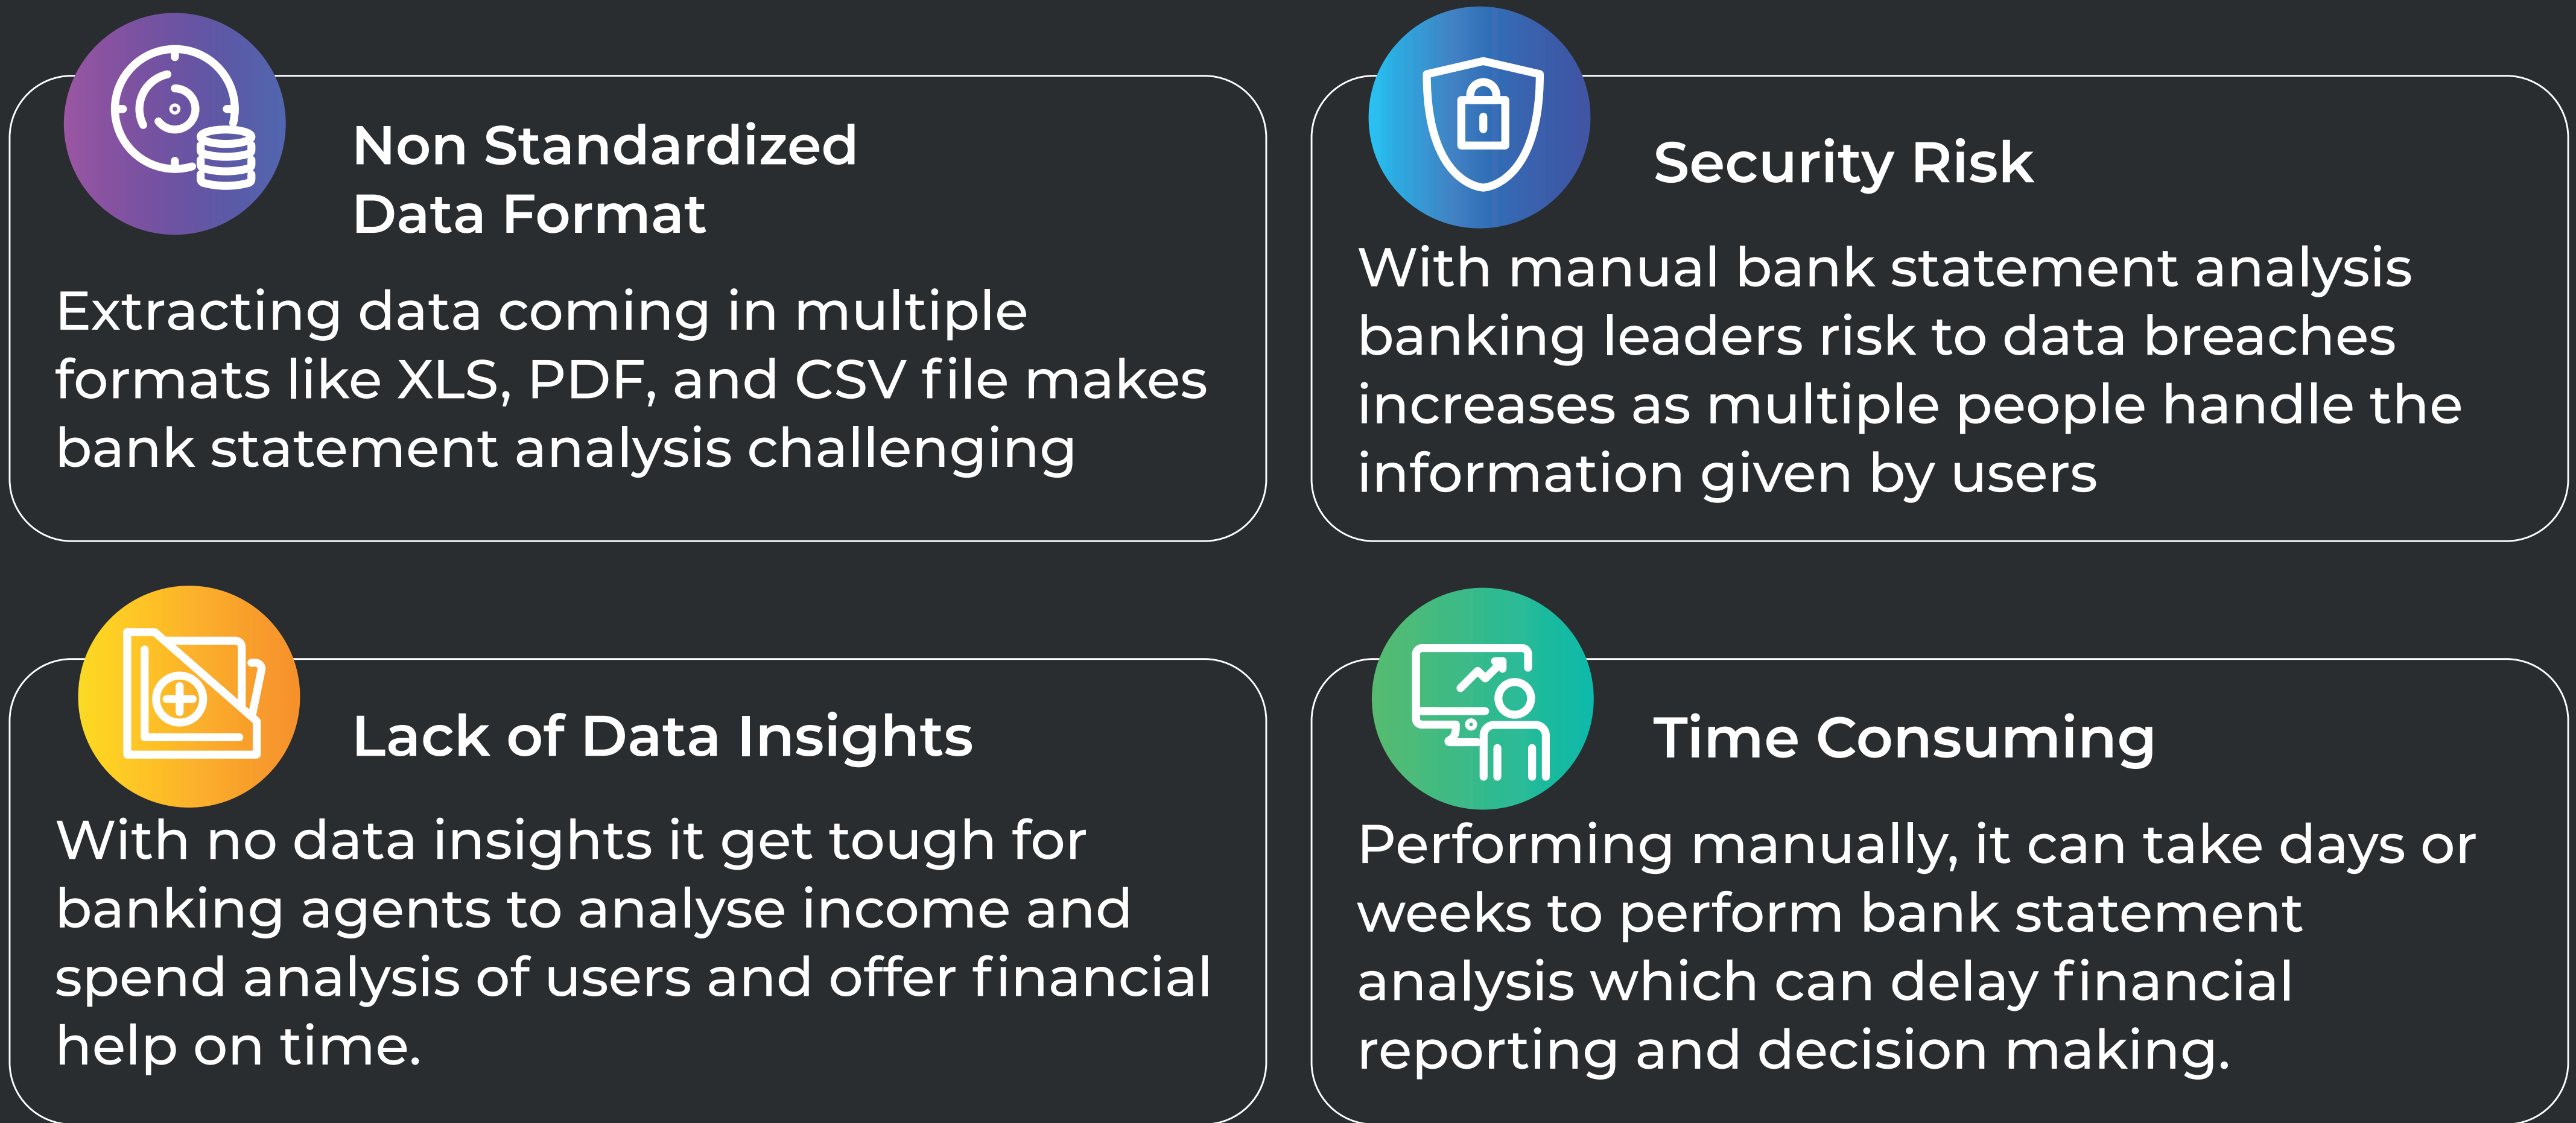 Non Standardized
Data Format
Extracting data coming in multiple
formats like XLS, PDF, and CSV file makes
bank statement analysis challenging
Security Risk
With manual bank statement analysis
banking leaders risk to data breaches
increases as multiple people handle the
information given by users
Lack of Data Insights
With no data insights it get tough for
banking agents to analyse income and
spend analysis of users and offer financial
help on time.
Time Consuming
Performing manually, it can take days or
weeks to perform bank statement
analysis which can delay financial
reporting and decision making.